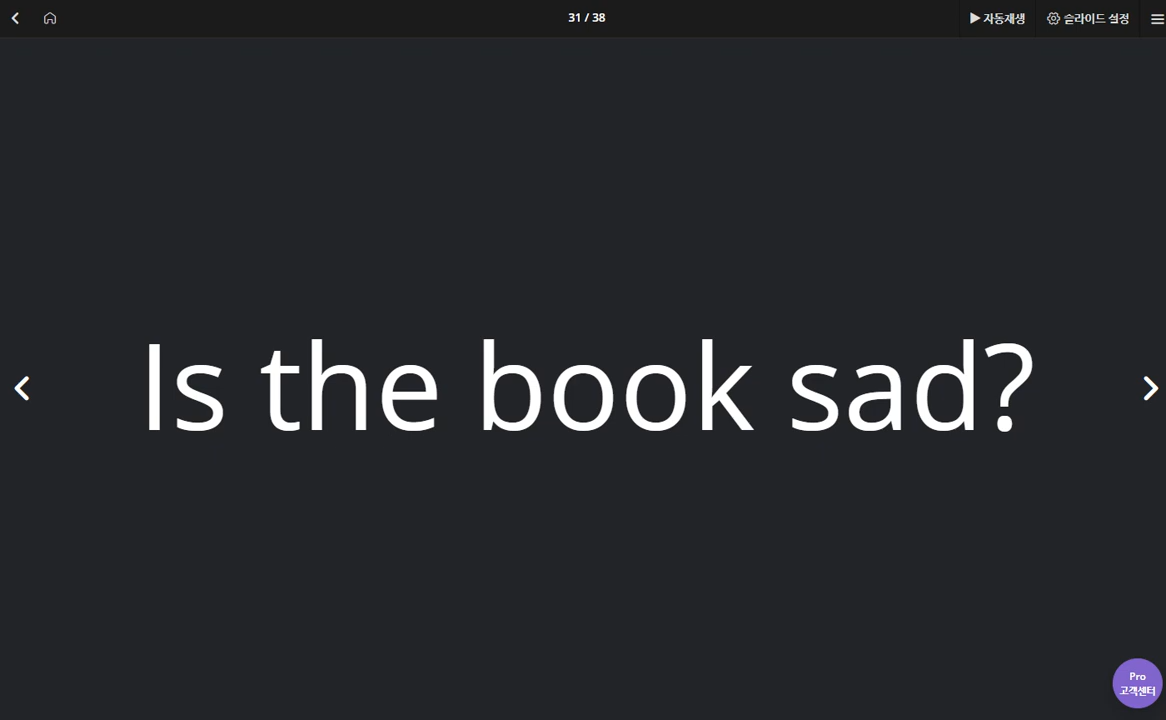 31 / 38
자동재생
슬라이드 설정
Is the book sad?
Pro
고객센터